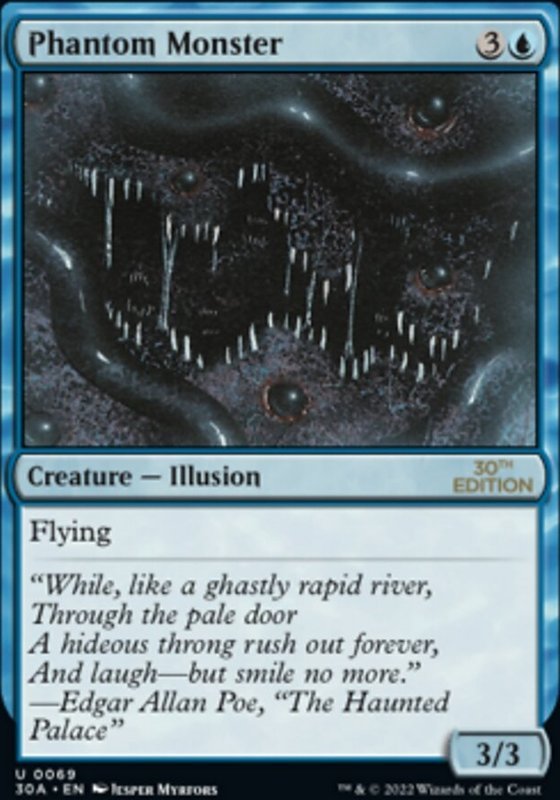 Phantom Monster 3
Creature — Illusion
30TH
EDITION
Flying
“While, like a ghastly rapid river,
Through the pale door
A hideous throng rush out forever,
And laugh—but smile no more.”
—Edgar Allan Poe, “The Haunted
Palace”
3/3
U 0069
30A • EN Jesper Myrfors
™ & © 2022 Wizards of the Coast